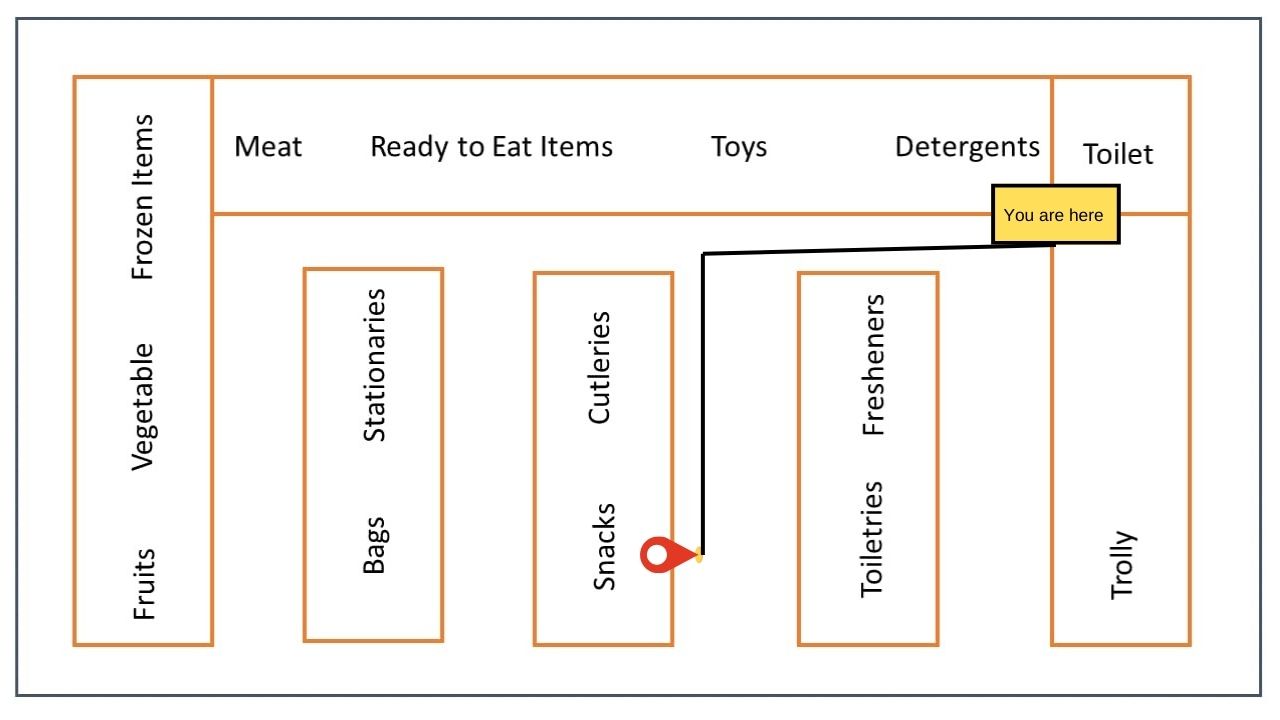 Meat
Ready to Eat Items
Toys
Detergents
Toilet
You are here
Frozen Items
Vegetable
Fruits
Stationaries
Bags
Cutleries
Snacks
Fresheners
Toiletries
Trolly